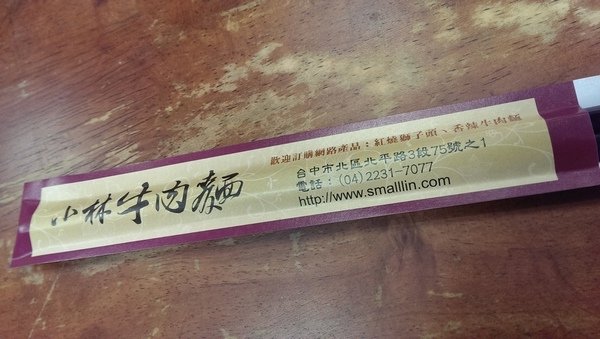 小林牛肉麵
歡迎訂購網路產品：紅燒獅子頭、香辣牛肉麵
台中市北區北平路3段75號之1
電話：(04)2231-7077
http://www.smalllin.com